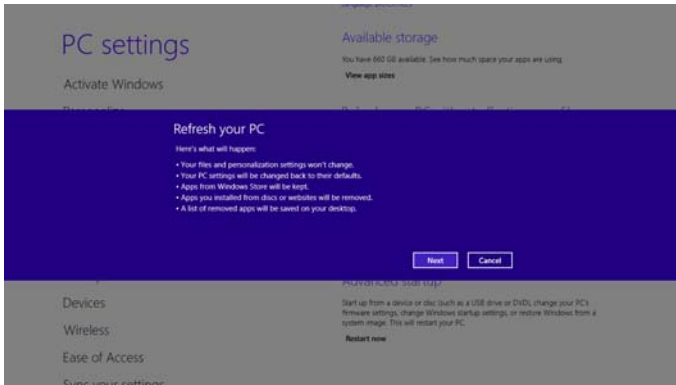 PC settings
Activate Windows
Available storage
You have 660 GB available. See how much space your apps are using.
View app sizes
Refresh your PC
Here's what will happen:
• Your files and personalization settings won't change.
• Your PC settings will be changed back to their defaults.
• Apps from Windows Store will be kept.
• Apps you installed from discs or websites will be removed.
• A list of removed apps will be saved on your desktop.
Next
Cancel
Devices
Wireless
Ease of Access
Sync your settings
Advanced startup
Start up from a device or disc (such as a USB drive or DVD), change your PC's
firmware settings, change Windows startup settings, or restore Windows from a
system image. This will restart your PC.
Restart now